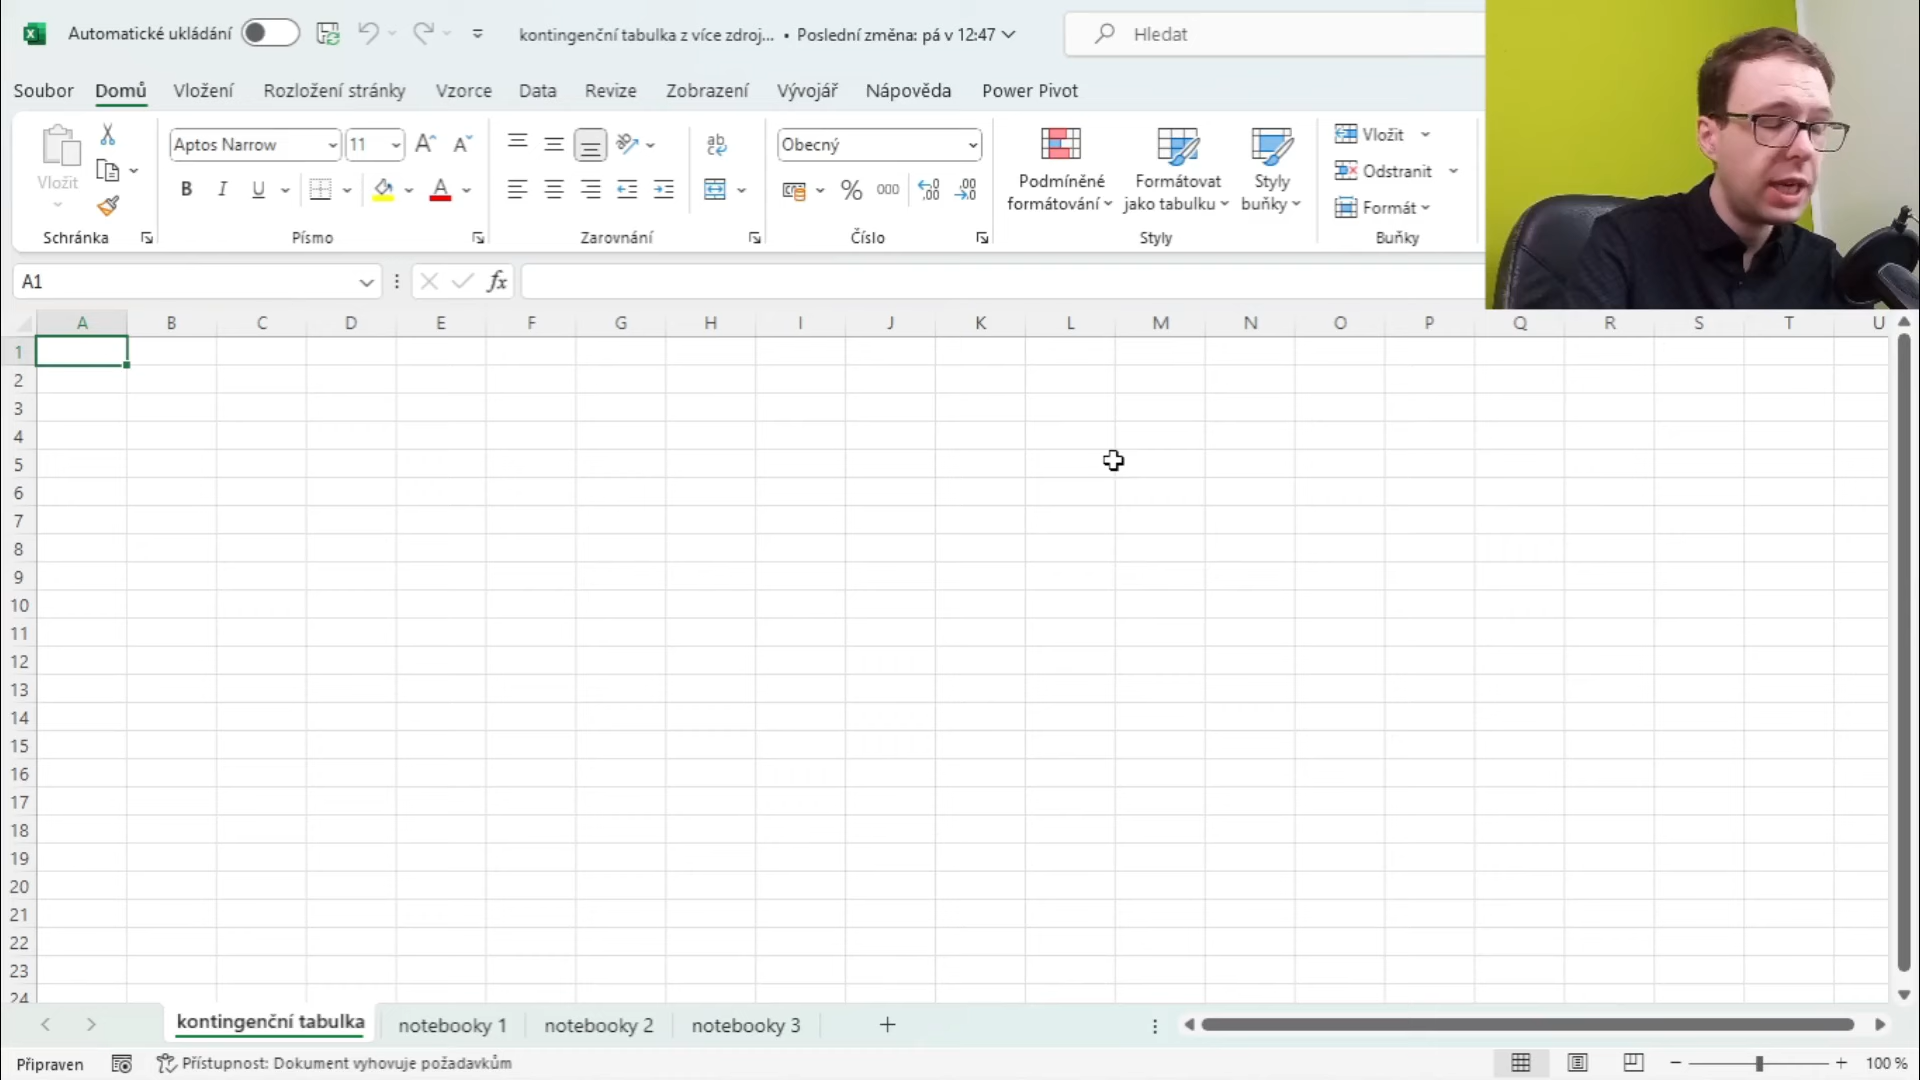 Automatické ukládání
kontingenční tabulka z více zdroj... • Poslední změna: pá v 12:47
Hledat
Soubor Domů Vložení Rozložení stránky Vzorce Data Revize Zobrazení Vývojář Nápověda Power Pivot
Vložit
Schránka
Aptos Narrow 11
B I U A
Písmo
ab
Zarovnání
Obecný
% 000 ,00
Číslo
Podmíněné formátování
Formátovat jako tabulku
Styly buňky
Styly
Vložit
Odstranit
Formát
Buňky
A1
fx
A B C D E F G H I J K L M N O P Q R S T U
1
2
3
4
5
6
7
8
9
10
11
12
13
14
15
16
17
18
19
20
21
22
23
24
kontingenční tabulka notebooky 1 notebooky 2 notebooky 3
Připraven Přístupnost: Dokument vyhovuje požadavkům 100 %